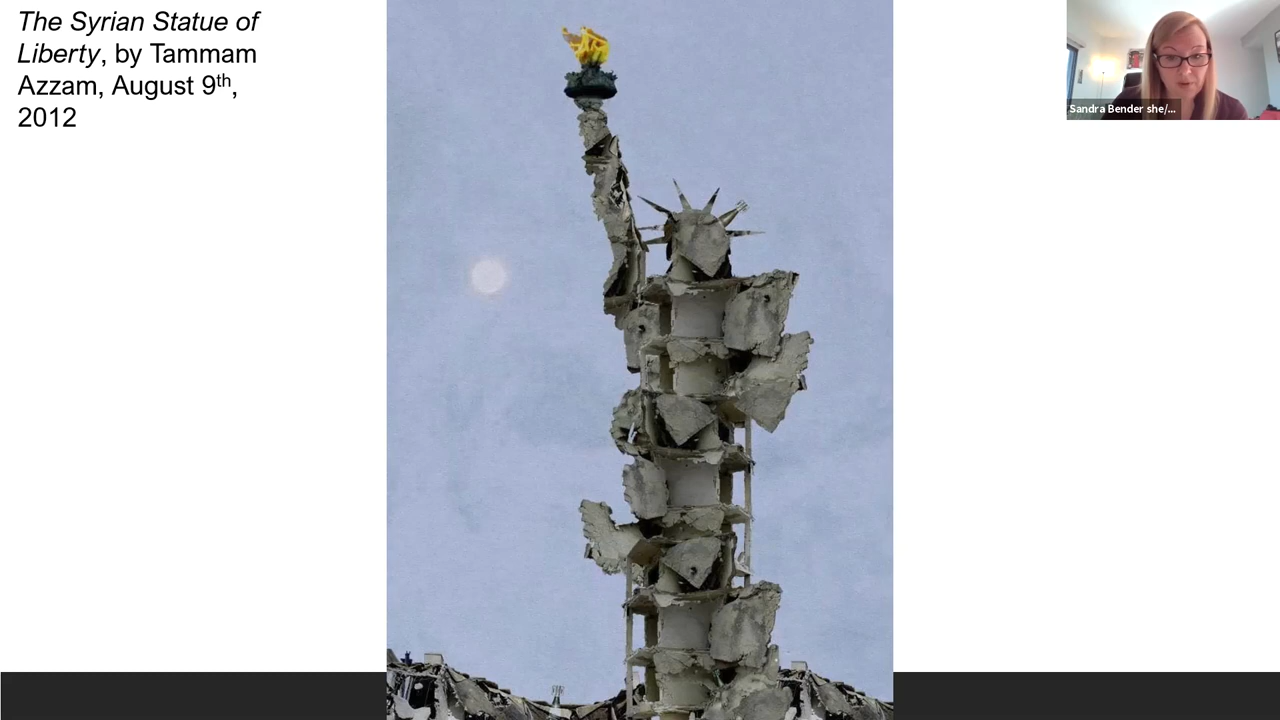 The Syrian Statue of
Liberty, by Tammam
Azzam, August 9th,
2012
Sandra Bender she/...